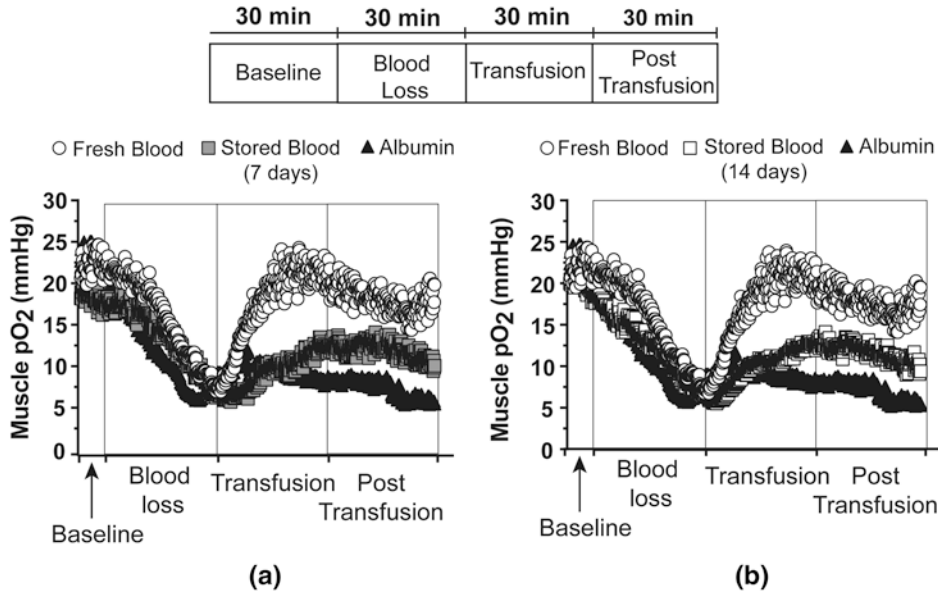 30 min 30 min 30 min 30 min
Baseline Blood Loss Transfusion Post Transfusion
Fresh Blood Stored Blood Albumin
(7 days)
Muscle pO2 (mmHg)
30
25
20
15
10
5
0
Blood loss Transfusion Post Transfusion
Baseline
(a)
Fresh Blood Stored Blood Albumin
(14 days)
Muscle pO2 (mmHg)
30
25
20
15
10
5
0
Blood loss Transfusion Post Transfusion
Baseline
(b)